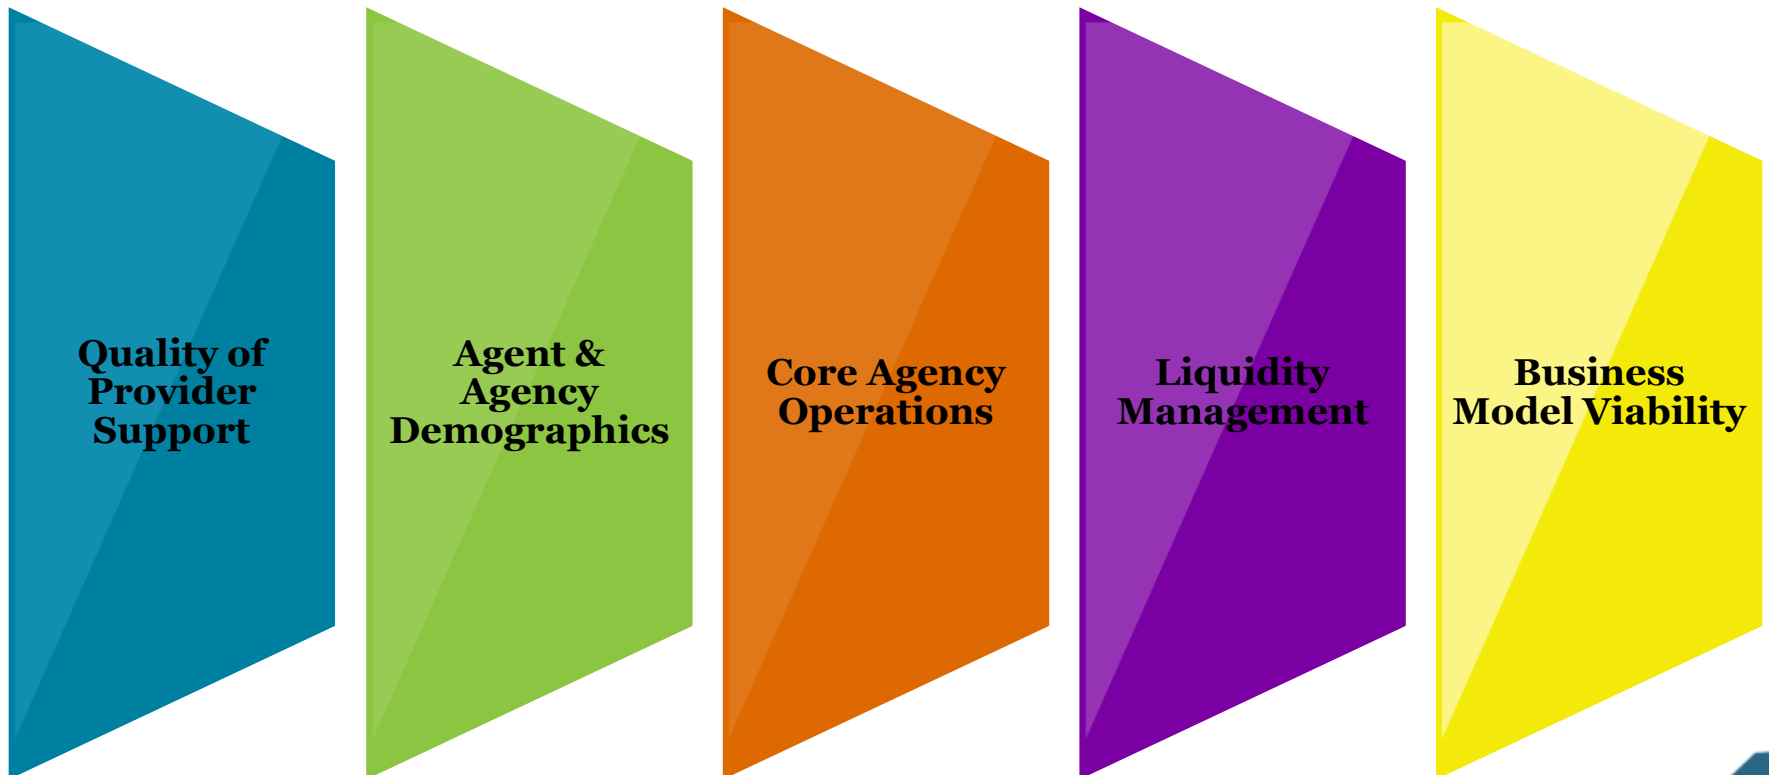 Quality of
Provider
Support
Agent &
Agency
Demographics
Core Agency
Operations
Liquidity
Management
Business
Model Viability